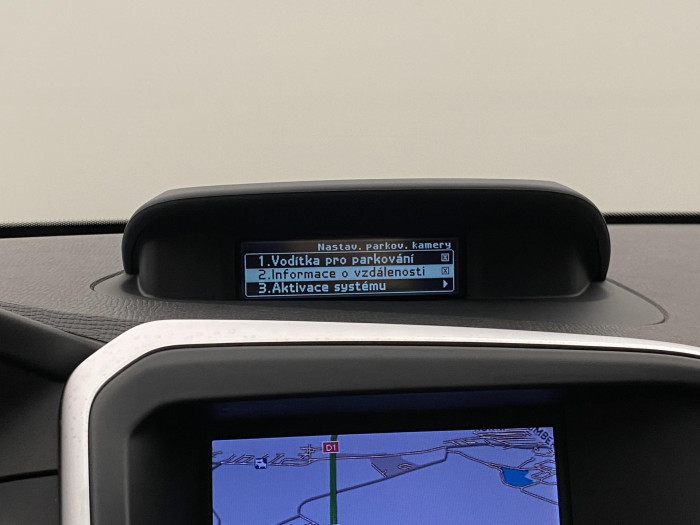 Nastav. parkov. kamery
1.Vodítka pro parkování
2.Informace o vzdálenosti
3.Aktivace systému
D1